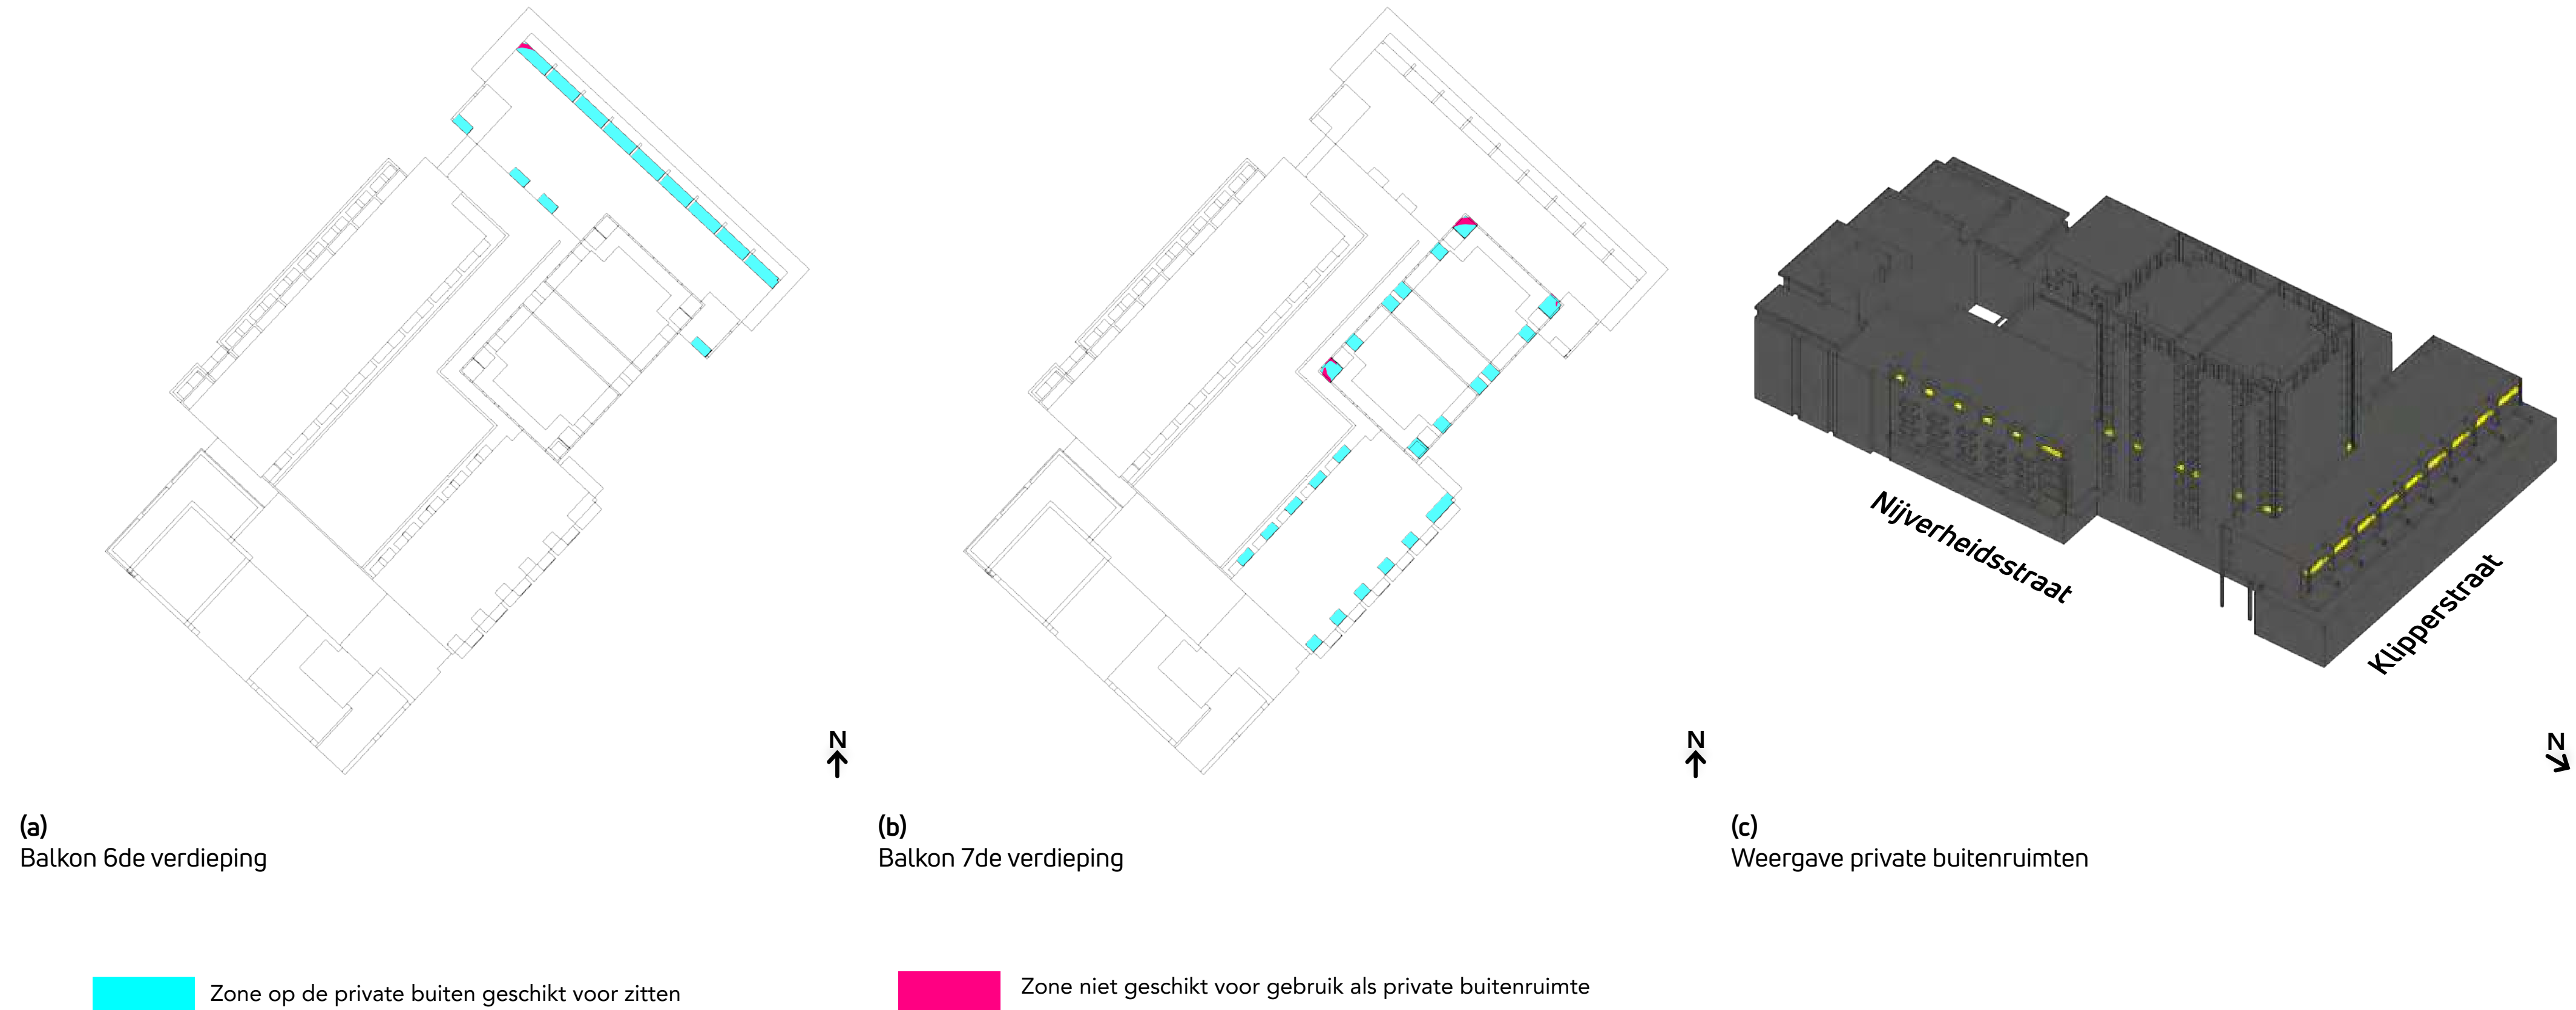 Nijverheidsstraat
Klipperstraat
N
N
N
(a)
Balkon 6de verdieping
(b)
Balkon 7de verdieping
(c)
Weergave private buitenruimten
Zone op de private buiten geschikt voor zitten
Zone niet geschikt voor gebruik als private buitenruimte